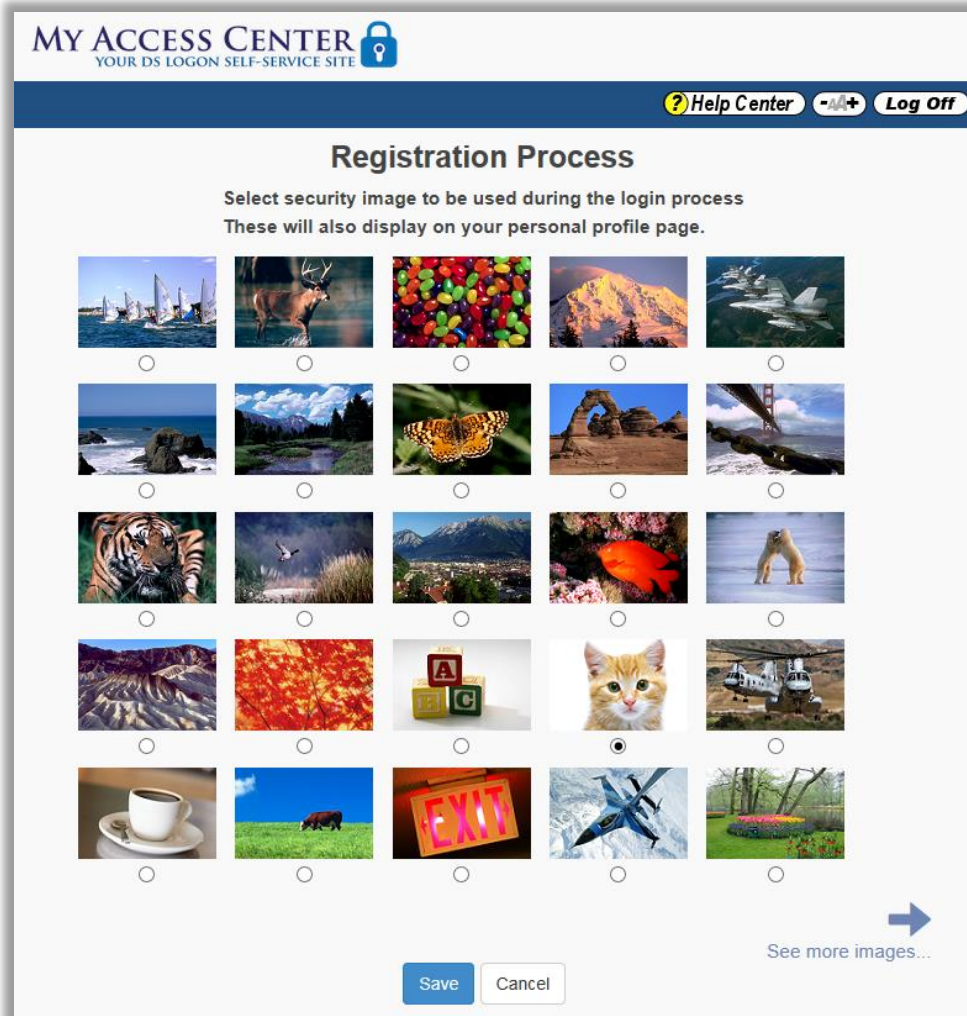 MY ACCESS CENTER
YOUR DS LOGON SELF-SERVICE SITE
? Help Center -AA+ Log Off
Registration Process
Select security image to be used during the login process
These will also display on your personal profile page.
A
B C
EXIT
See more images...
Save Cancel